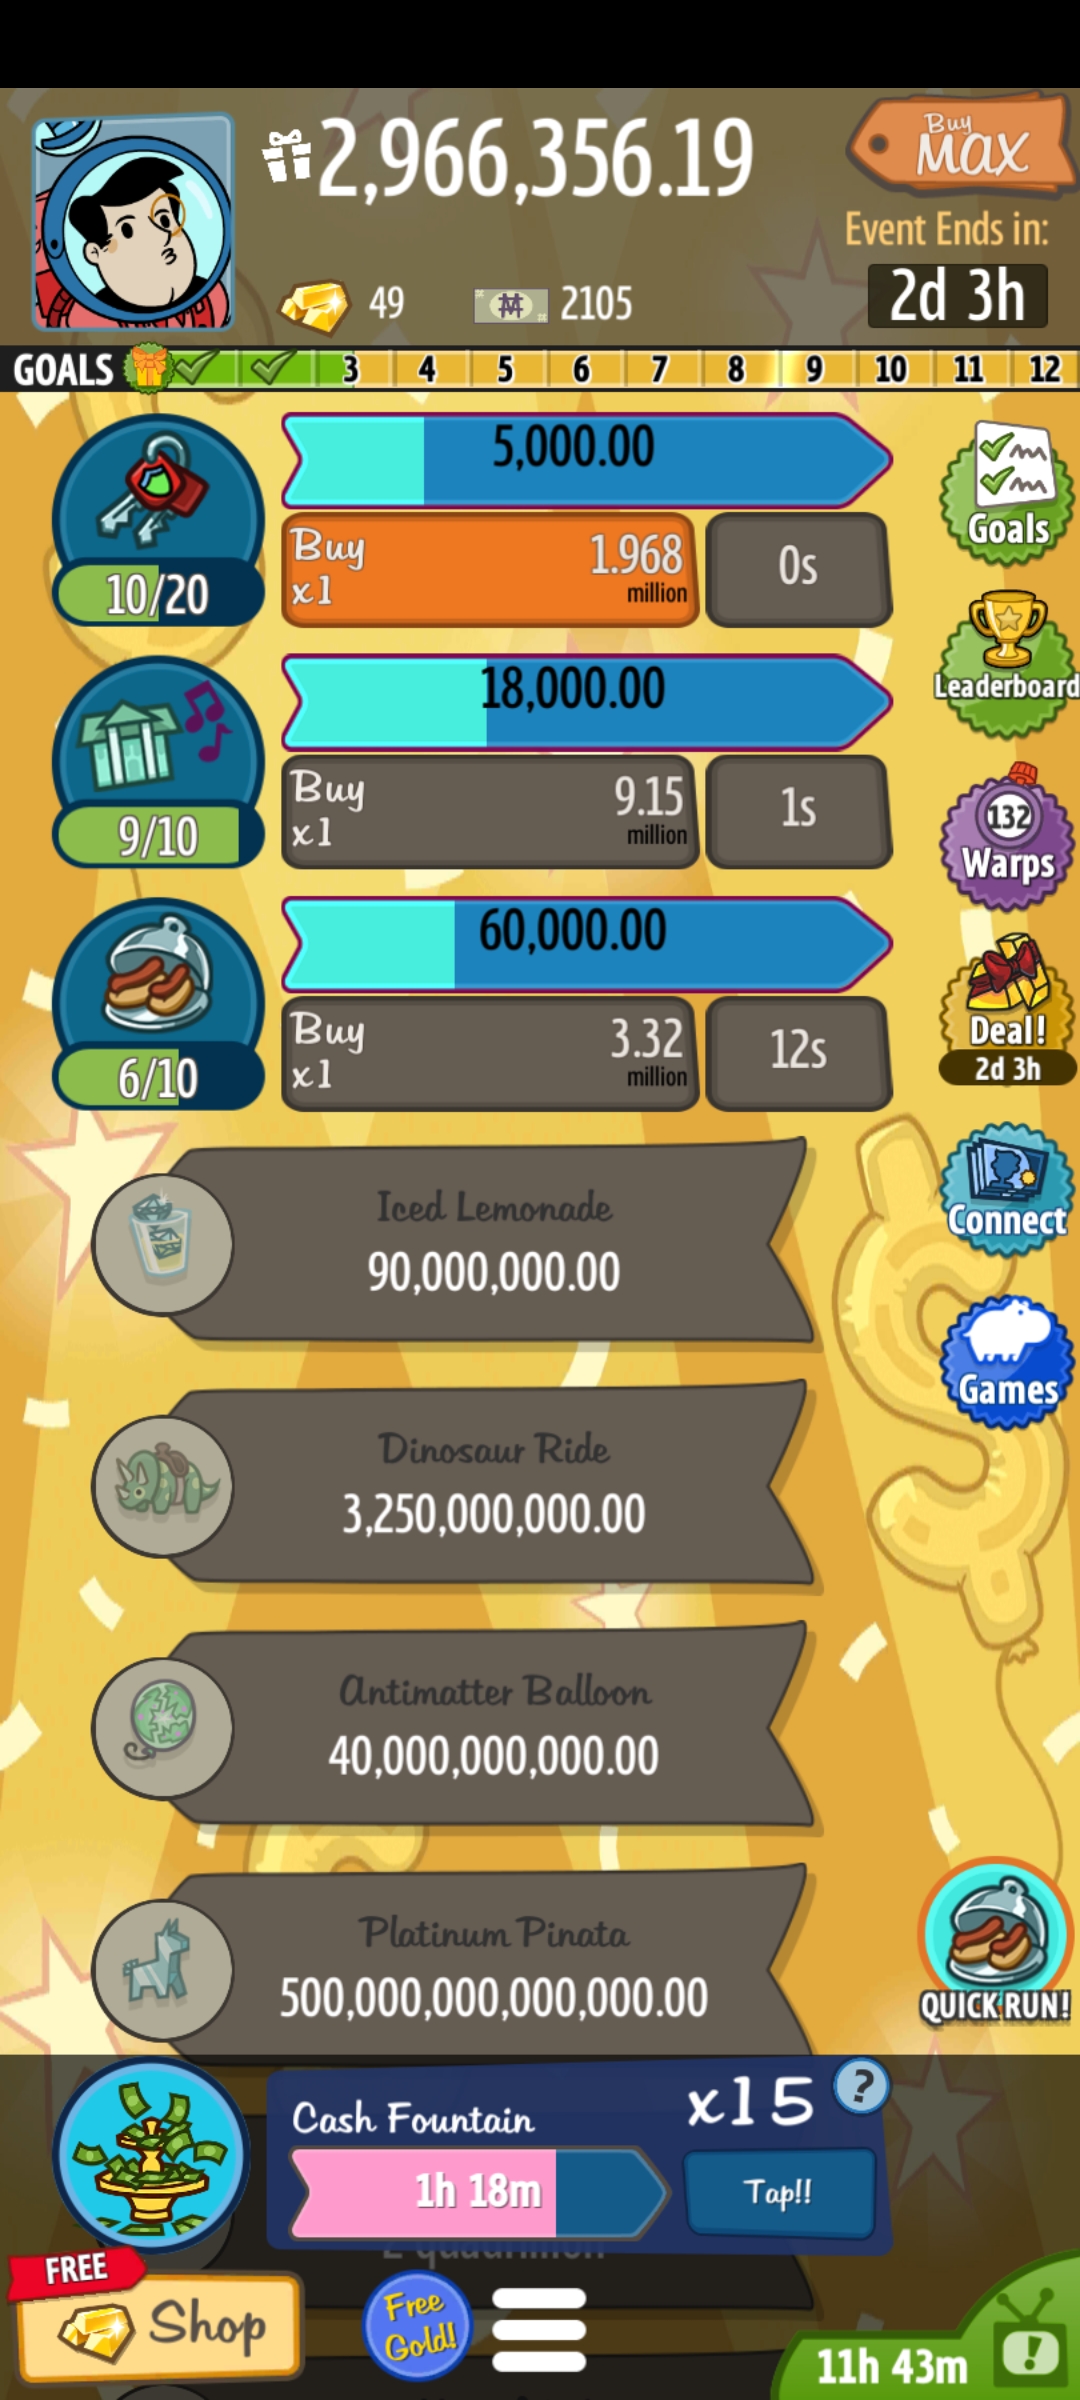 2,966,356.19
Buy
MAX
Event Ends in:
49
2105
2d 3h
GOALS 3 4 5 6 7 8 9 10 11 12
5,000.00
Buy
x1
1.968
million
0s
10/20
Goals
Leaderboard
18,000.00
Buy
x1
9.15
million
1s
9/10
132
Warps
60,000.00
Buy
x1
3.32
million
12s
6/10
Deal!
2d 3h
Iced Lemonade
90,000,000.00
Connect
Games
Dinosaur Ride
3,250,000,000.00
Antimatter Balloon
40,000,000,000.00
Platinum Pinata
500,000,000,000,000.00
QUICK RUN!
Cash Fountain
x15
?
1h 18m
Tap!!
2 quadrillion
FREE
Shop
Free
Gold!
11h 43m
!